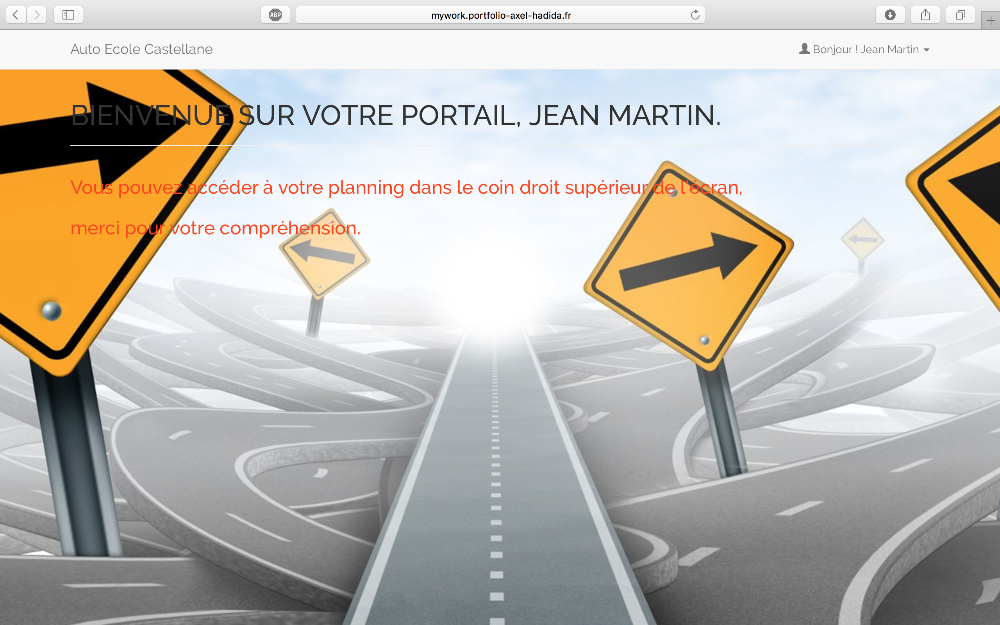 ABP
mywork.portfolio-axel-hadida.fr
Auto Ecole Castellane
Bonjour ! Jean Martin
BIENVENUE SUR VOTRE PORTAIL, JEAN MARTIN.
Vous pouvez accéder à votre planning dans le coin droit supérieur de l'écran,
merci pour votre compréhension.